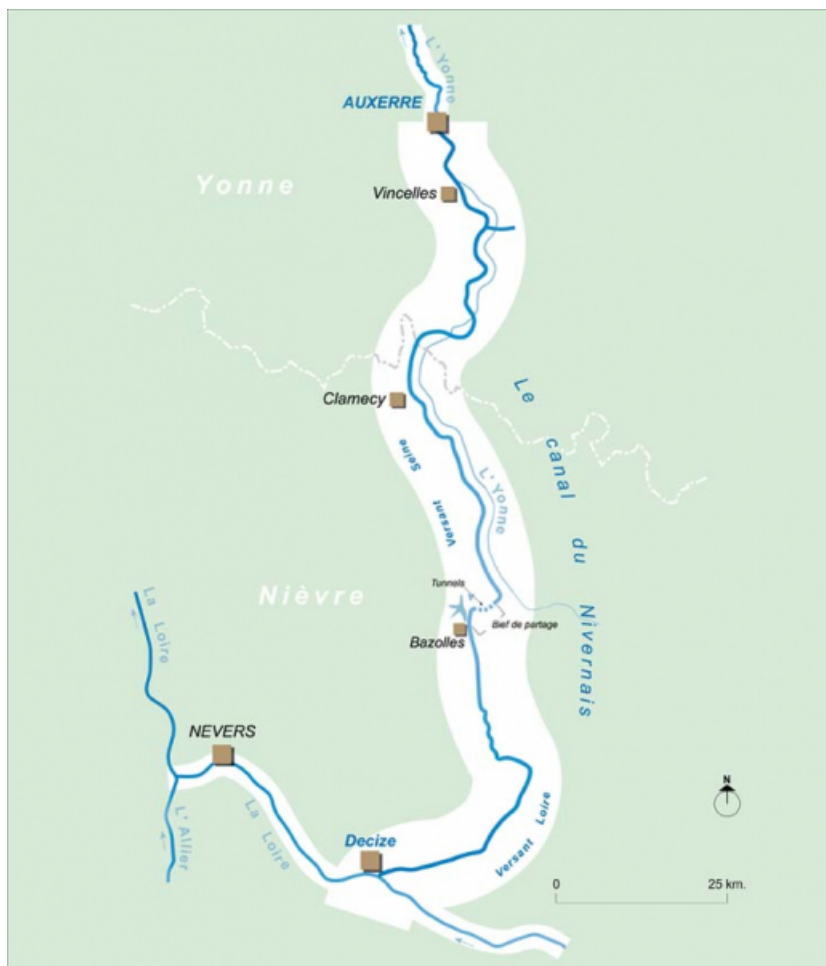 L'Yonne
AUXERRE
Yonne
Vincelles
Clamecy
Le canal du Nivernais
Versant Seine
L'Yonne
Tunnels
Nièvre
La Loire
Bief de partage
Bazolles
NEVERS
N
L'Allier
La Loire
Decize
Versant Loire
0 25 km.